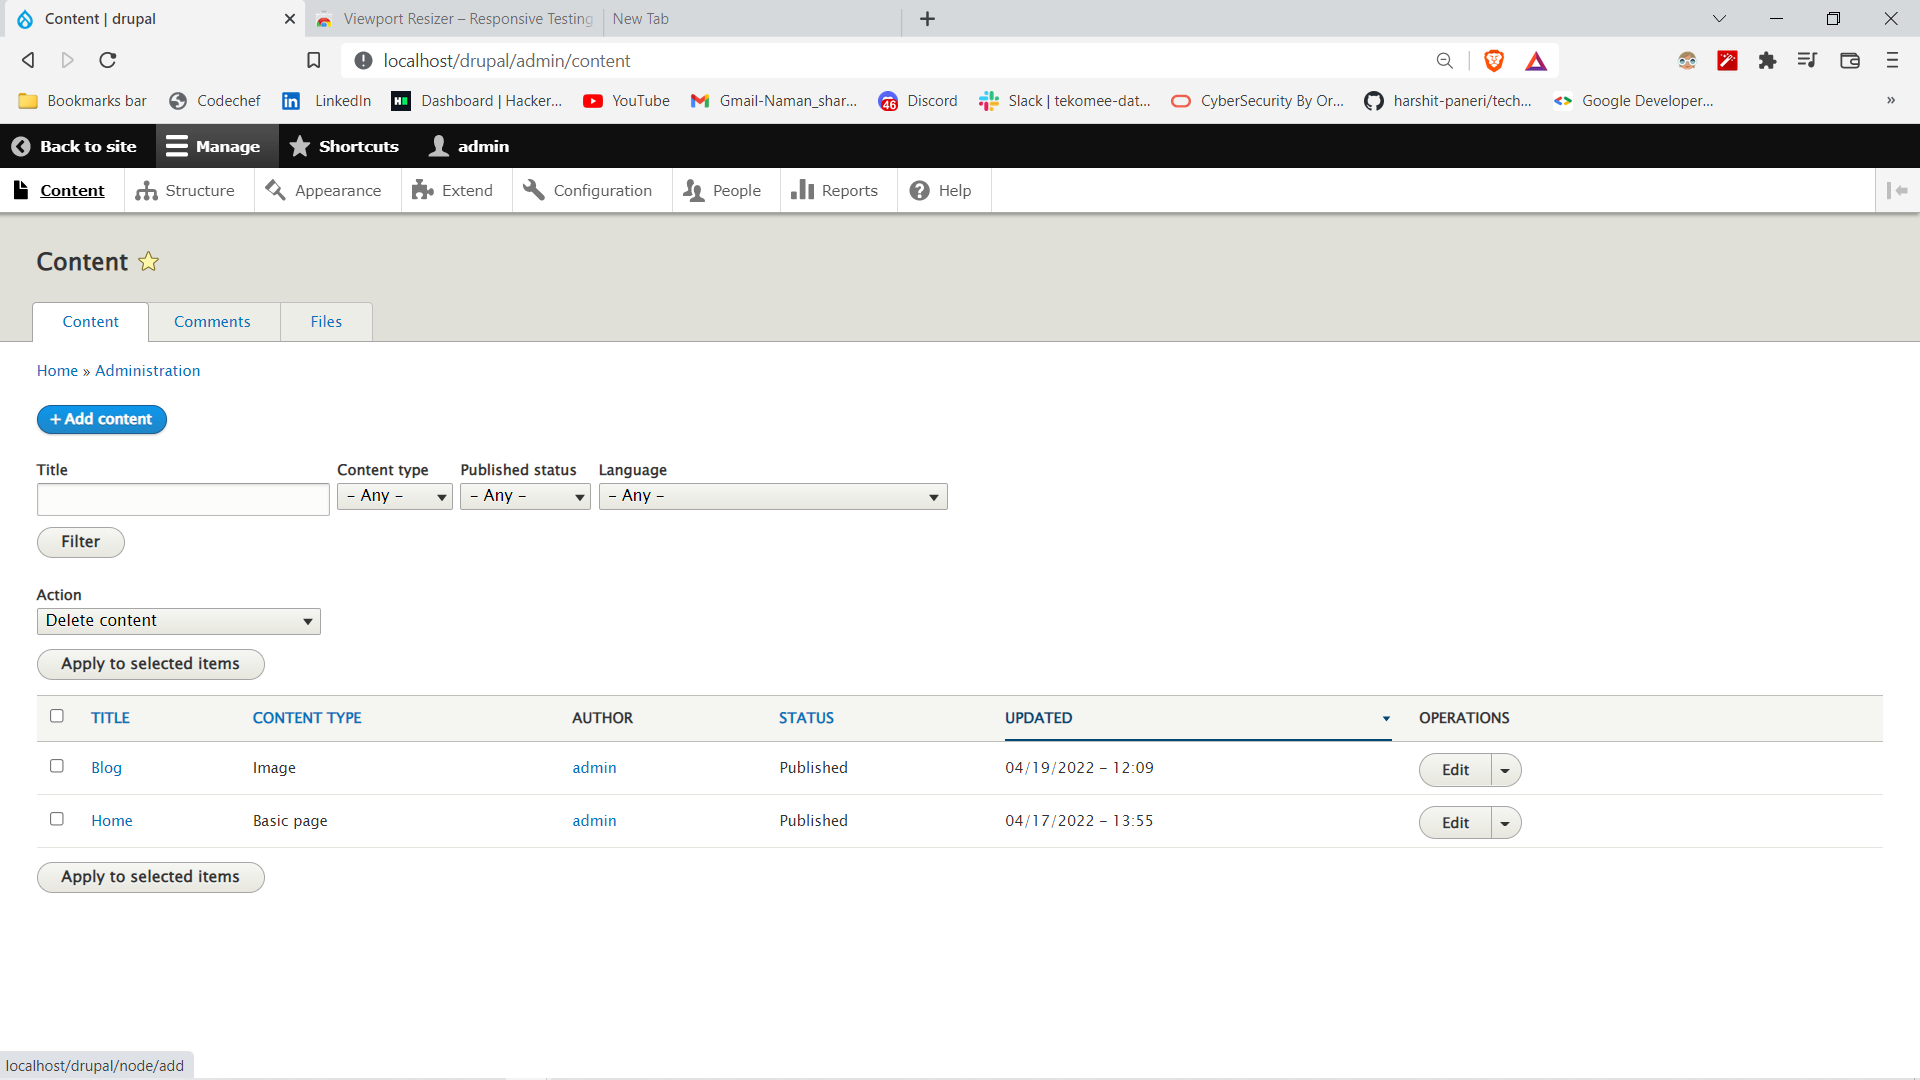 Content | drupal
Viewport Resizer – Responsive Testing
New Tab
localhost/drupal/admin/content
Bookmarks bar
Codechef
LinkedIn
Dashboard | Hacker...
YouTube
Gmail-Naman_shar...
46
Discord
Slack | tekomee-dat...
CyberSecurity By Or...
harshit-paneri/tech...
Google Developer...
»
Back to site
Manage
Shortcuts
admin
Content
Structure
Appearance
Extend
Configuration
People
Reports
Help
Content
Content
Comments
Files
Home » Administration
+ Add content
Title
Content type
Published status
Language
- Any -
- Any -
- Any -
Filter
Action
Delete content
Apply to selected items
TITLE CONTENT TYPE AUTHOR STATUS UPDATED OPERATIONS
Blog Image admin Published 04/19/2022 - 12:09 Edit
Home Basic page admin Published 04/17/2022 - 13:55 Edit
Apply to selected items
localhost/drupal/node/add